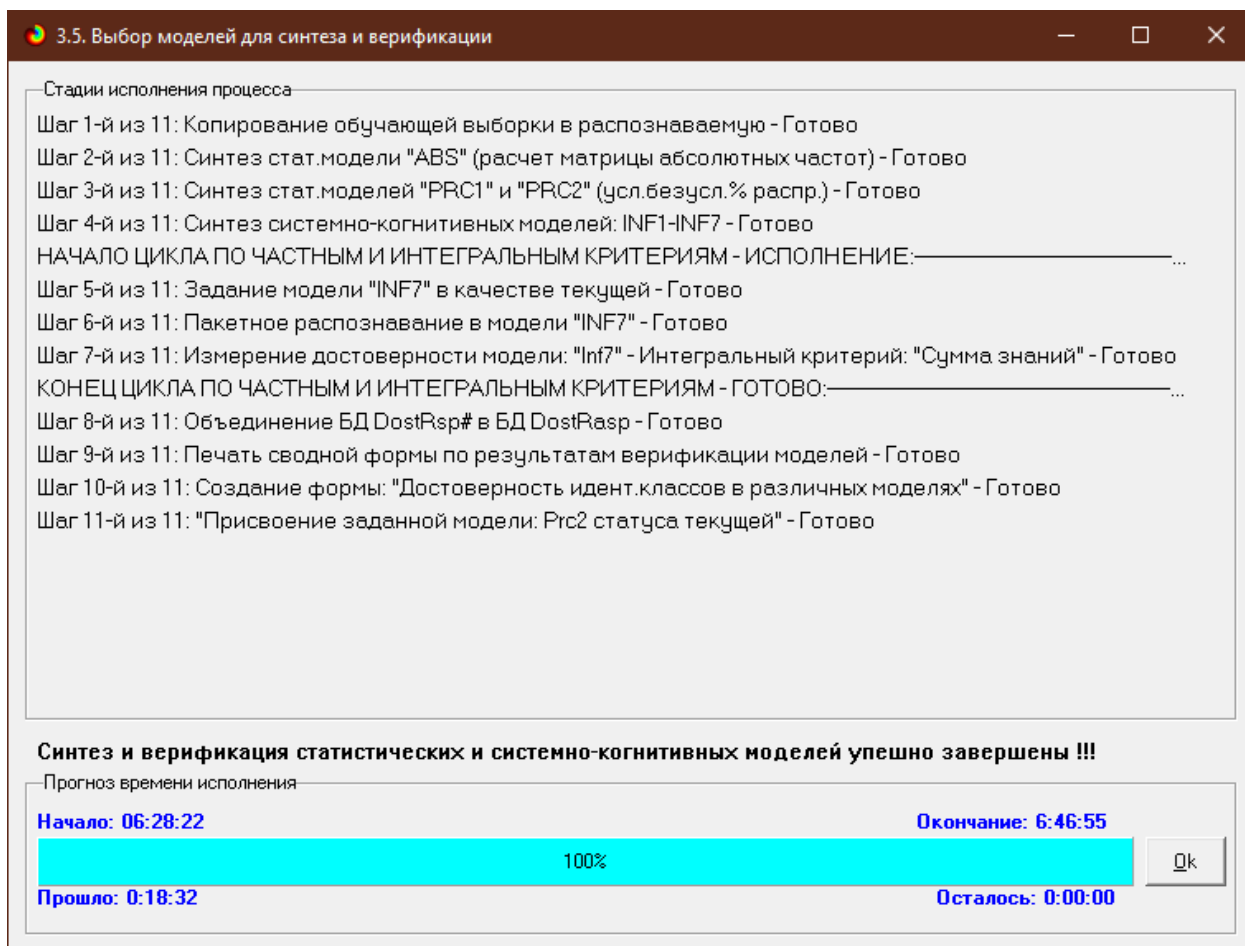 3.5. Выбор моделей для синтеза и верификации
Стадии исполнения процесса
Шаг 1-й из 11: Копирование обучающей выборки в распознаваемую - Готово
Шаг 2-й из 11: Синтез стат.модели "ABS" (расчет матрицы абсолютных частот) - Готово
Шаг 3-й из 11: Синтез стат.моделей "PRC1" и "PRC2" (усл.безусл.% распр.) - Готово
Шаг 4-й из 11: Синтез системно-когнитивных моделей: INF1-INF7 - Готово
НАЧАЛО ЦИКЛА ПО ЧАСТНЫМ И ИНТЕГРАЛЬНЫМ КРИТЕРИЯМ - ИСПОЛНЕНИЕ:——————————...
Шаг 5-й из 11: Задание модели "INF7" в качестве текущей - Готово
Шаг 6-й из 11: Пакетное распознавание в модели "INF7" - Готово
Шаг 7-й из 11: Измерение достоверности модели: "Inf7" - Интегральный критерий: "Сумма знаний" - Готово
КОНЕЦ ЦИКЛА ПО ЧАСТНЫМ И ИНТЕГРАЛЬНЫМ КРИТЕРИЯМ - ГОТОВО:——————————————...
Шаг 8-й из 11: Объединение БД DostRsp# в БД DostRasp - Готово
Шаг 9-й из 11: Печать сводной формы по результатам верификации моделей - Готово
Шаг 10-й из 11: Создание формы: "Достоверность идент.классов в различных моделях" - Готово
Шаг 11-й из 11: "Присвоение заданной модели: Prc2 статуса текущей" - Готово
Синтез и верификация статистических и системно-когнитивных моделей упешно завершены !!!
Прогноз времени исполнения
Начало: 06:28:22 Окончание: 6:46:55
100% Ok
Прошло: 0:18:32 Осталось: 0:00:00